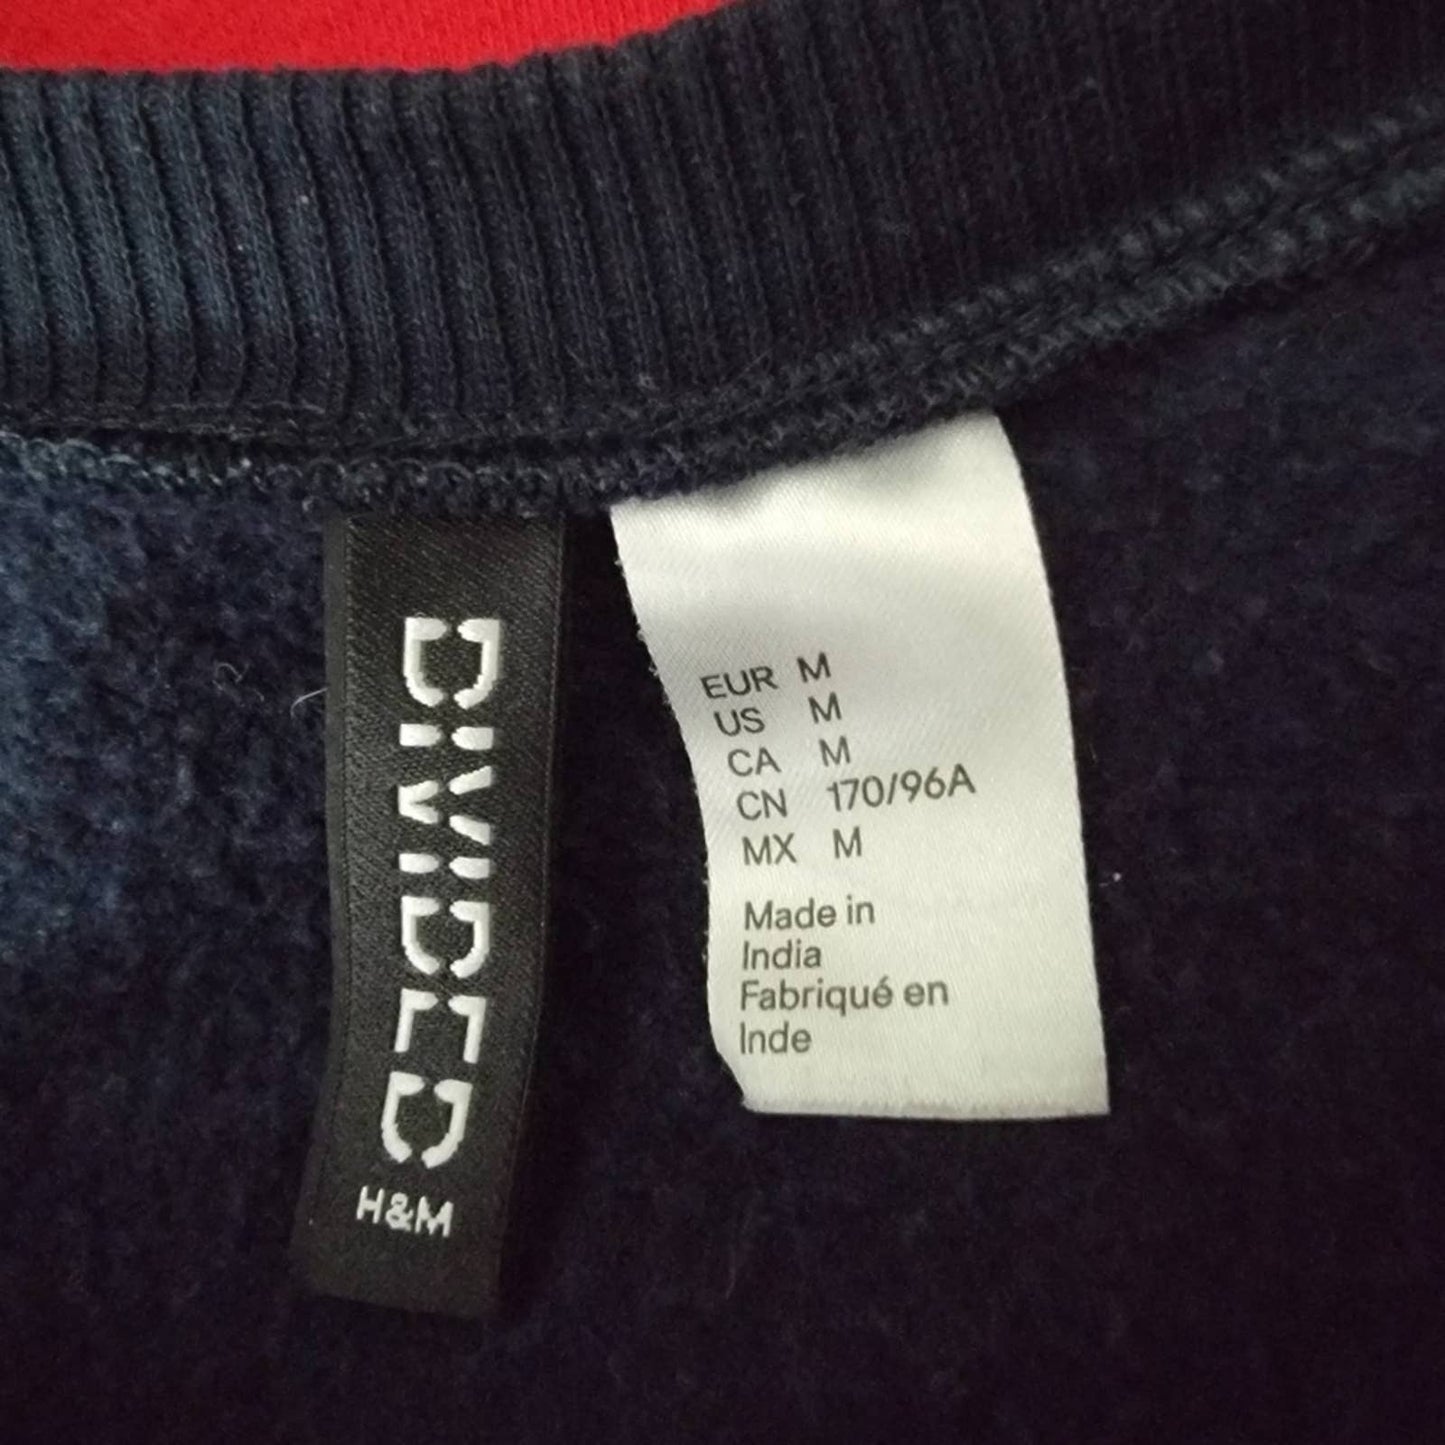 DIVIDED
H&M
EUR M
US M
CA M
CN 170/96A
MX M
Made in
India
Fabriqué en
Inde